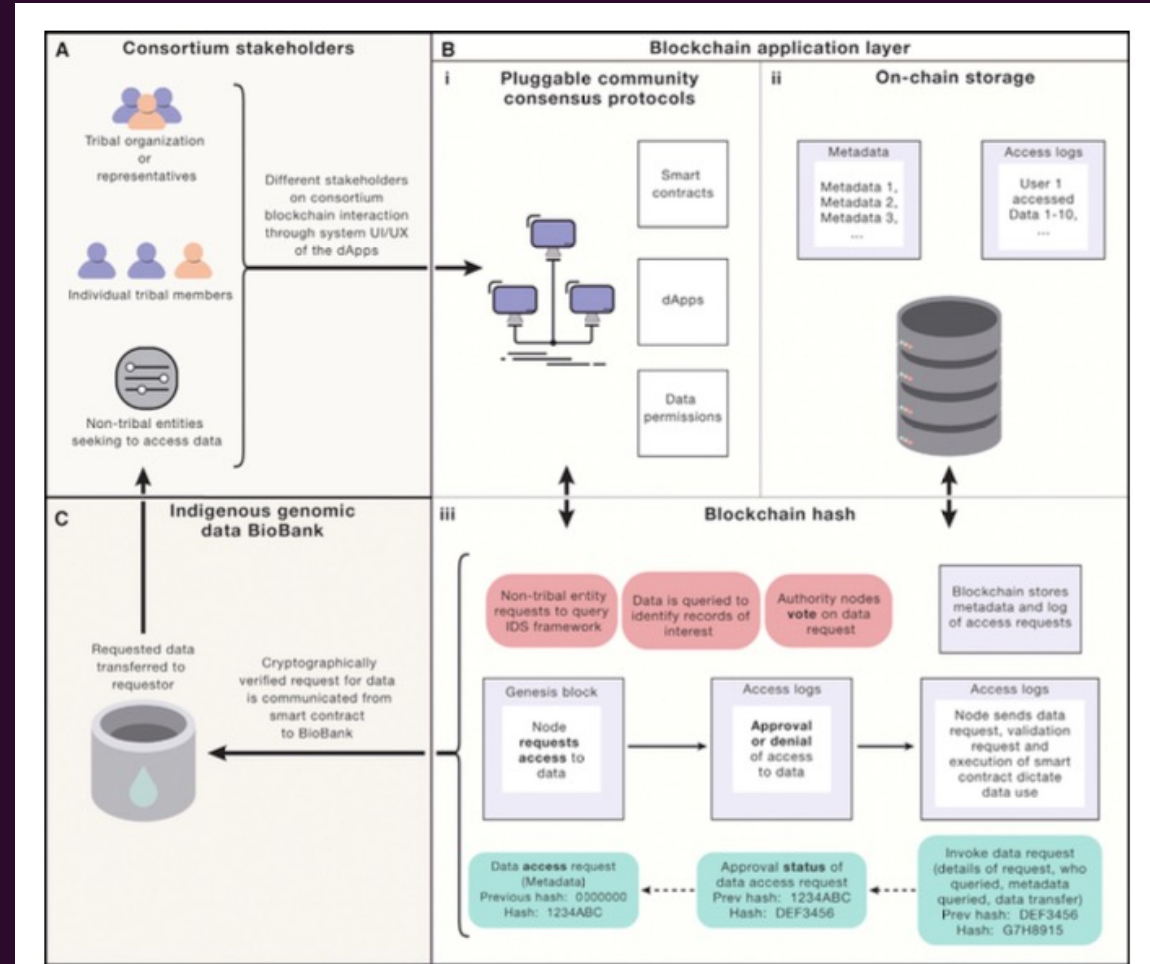 A
Consortium stakeholders
Tribal organization
or
representatives
Individual tribal members
Non-tribal entities
seeking to access data
Different stakeholders
on consortium
blockchain interaction
through system UI/UX
of the dApps
B
Blockchain application layer
i
Pluggable community
consensus protocols
Smart
contracts
dApps
Data
permissions
ii
On-chain storage
Metadata
Metadata 1,
Metadata 2,
Metadata 3,
...
Access logs
User 1
accessed
Data 1-10,
...
C
Indigenous genomic
data BioBank
Requested data
transferred to
requestor
Cryptographically
verified request for data
is communicated from
smart contract
to BioBank
iii
Blockchain hash
Non-tribal entity
requests to query
IDS framework
Data is queried to
identify records of
interest
Authority nodes
vote on data
request
Blockchain stores
metadata and log
of access requests
Genesis block
Node
requests
access to
data
Access logs
Approval
or denial
of access
to data
Access logs
Node sends data
request, validation
request and
execution of smart
contract dictate
data use
Data access request
(Metadata)
Previous hash: 0000000
Hash: 1234ABC
Approval status of
data access request
Prev hash: 1234ABC
Hash: DEF3456
Invoke data request
(details of request, who
queried, metadata
queried, data transfer)
Prev hash: DEF3456
Hash: G7H8915